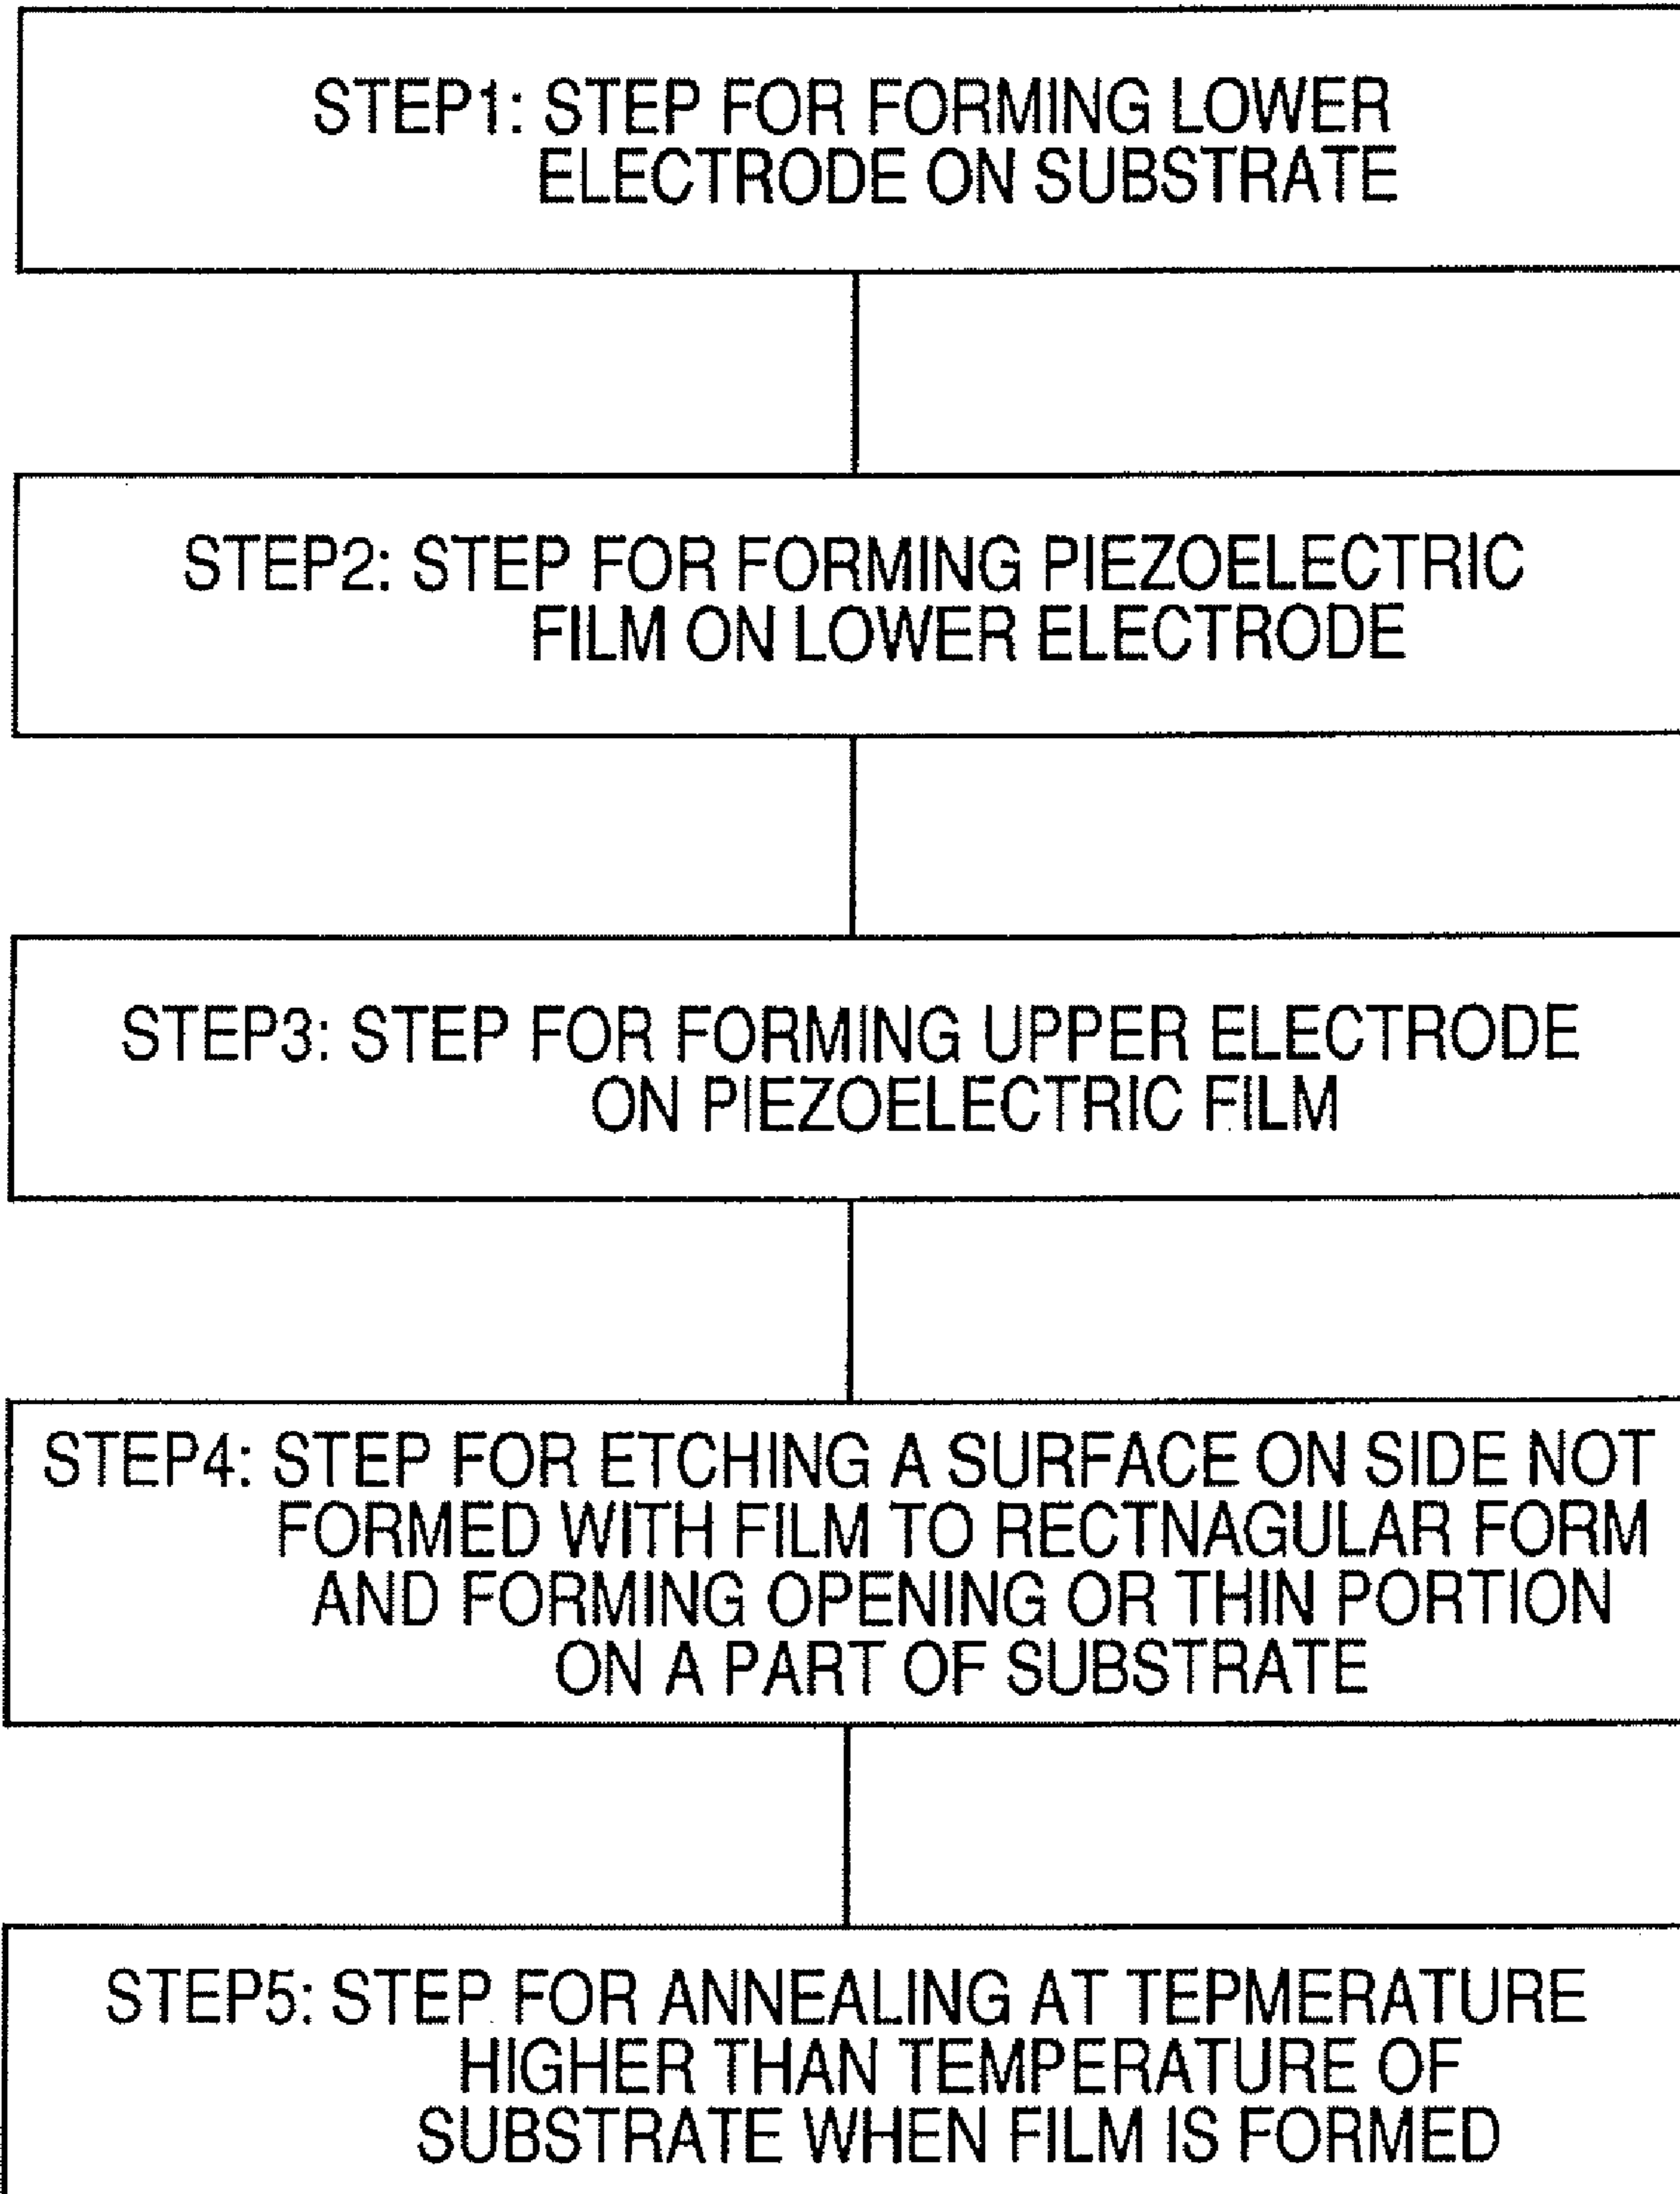 STEP1: STEP FOR FORMING LOWER
ELECTRODE ON SUBSTRATE
STEP2: STEP FOR FORMING PIEZOELECTRIC
FILM ON LOWER ELECTRODE
STEP3: STEP FOR FORMING UPPER ELECTRODE
ON PIEZOELECTRIC FILM
STEP4: STEP FOR ETCHING A SURFACE ON SIDE NOT
FORMED WITH FILM TO RECTNAGULAR FORM
AND FORMING OPENING OR THIN PORTION
ON A PART OF SUBSTRATE
STEP5: STEP FOR ANNEALING AT TEPMERATURE
HIGHER THAN TEMPERATURE OF
SUBSTRATE WHEN FILM IS FORMED